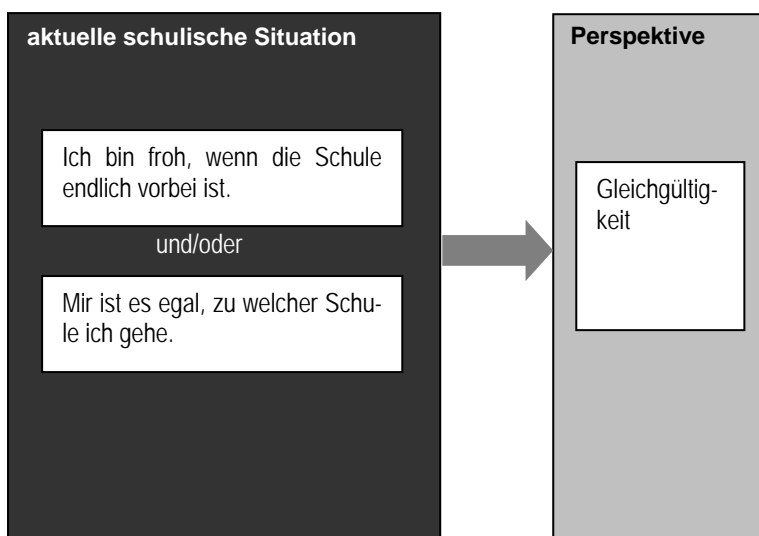 aktuelle schulische Situation
Ich bin froh, wenn die Schule
endlich vorbei ist.
und/oder
Mir ist es egal, zu welcher Schu-
le ich gehe.
Perspektive
Gleichgültig-
keit